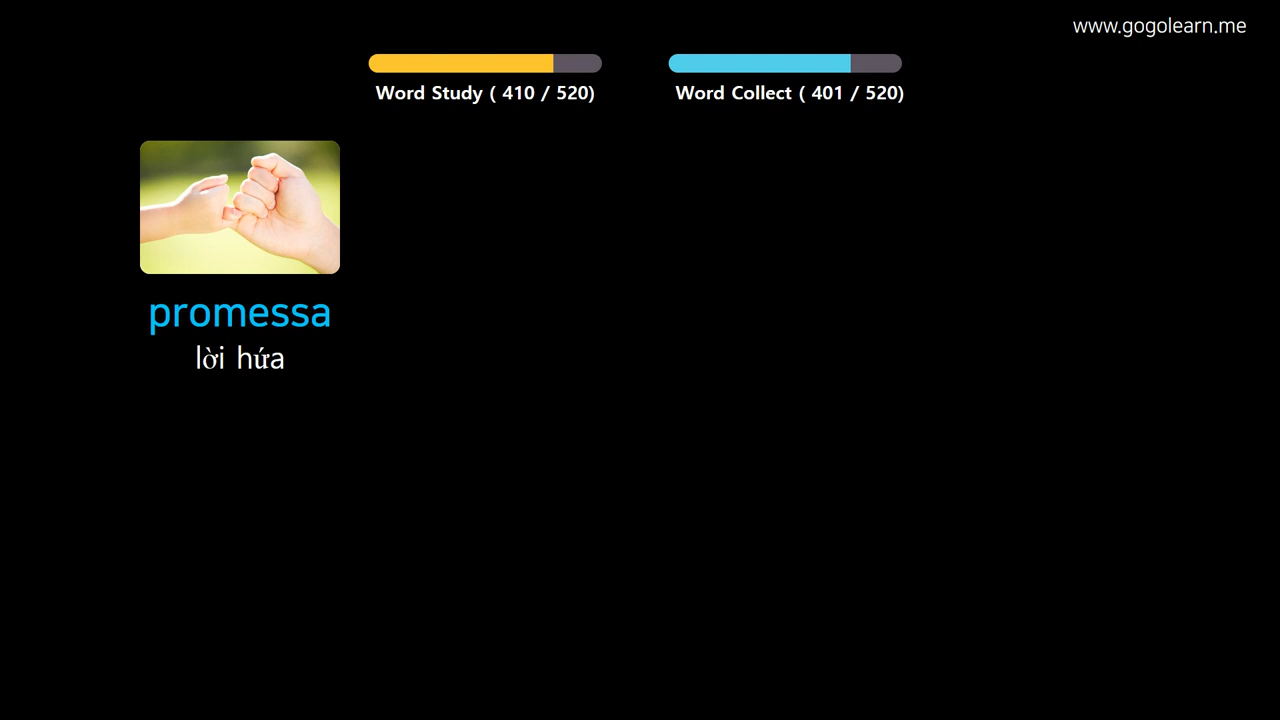 www.gogolearn.me
Word Study ( 410 / 520)
Word Collect ( 401 / 520)
promessa
lời hứa